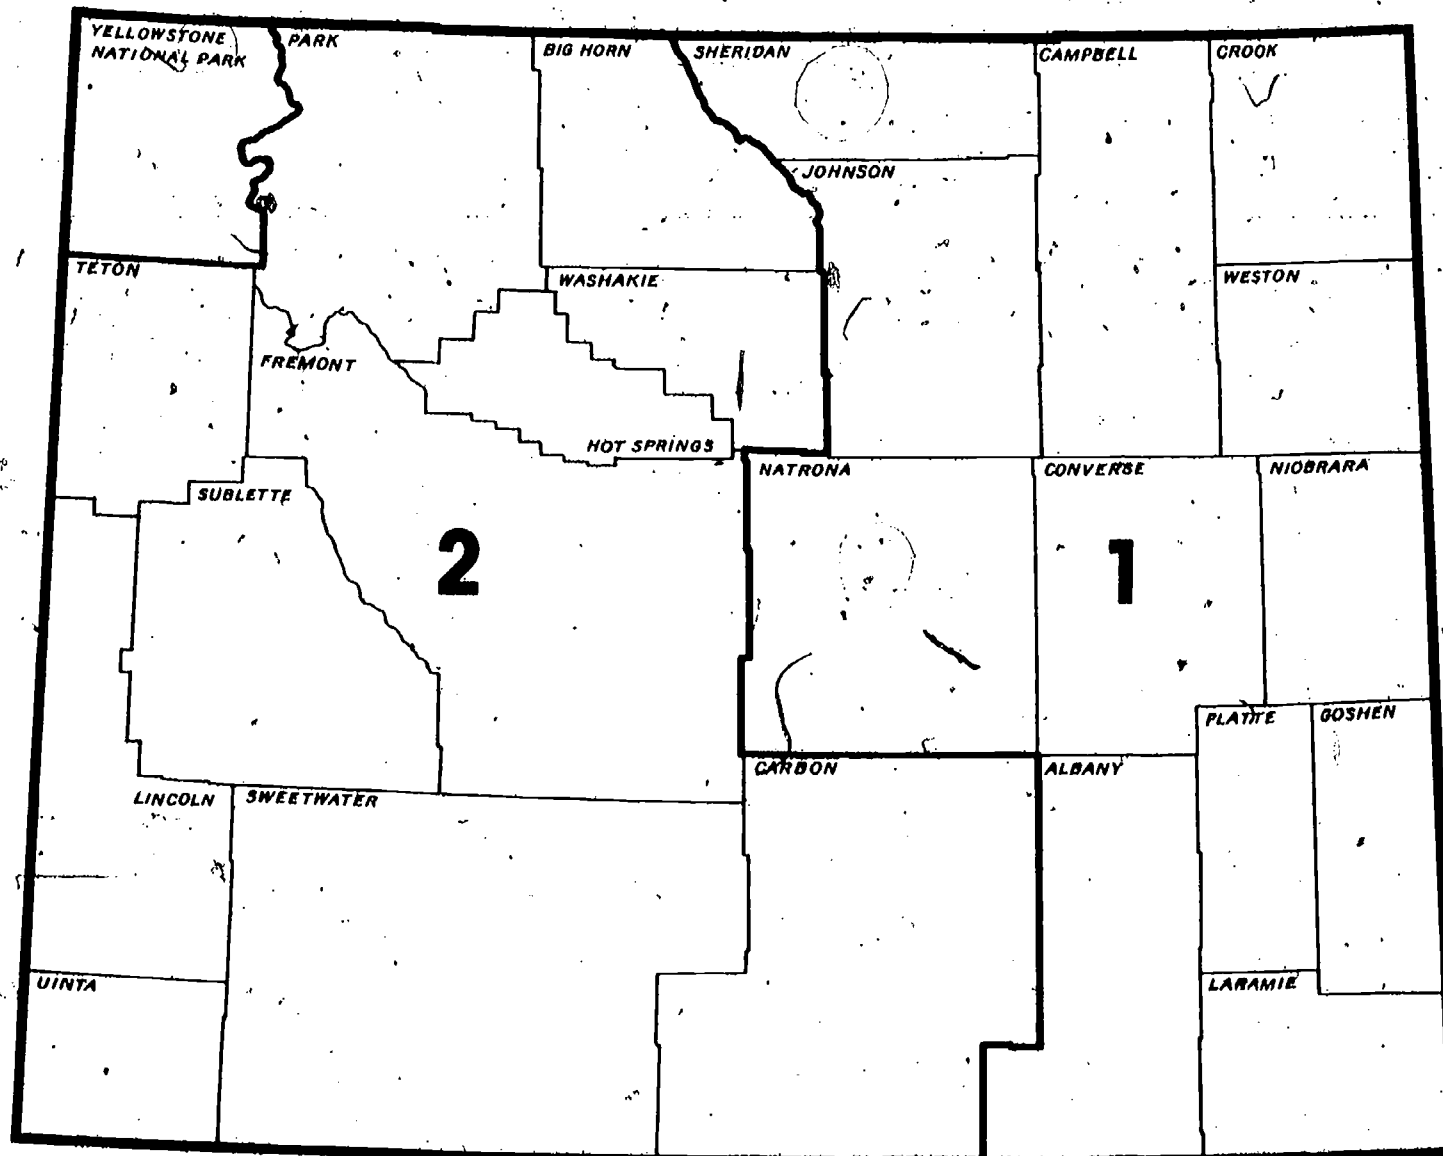 YELLOWSTONE
NATIONAL PARK
PARK
BIG HORN
SHERIDAN
CAMPBELL
CROOK
JOHNSON
TETON
WASHAKIE
WESTON
FREMONT
HOT SPRINGS
NATRONA
CONVERSE
NIOBRARA
SUBLETTE
2
1
PLATTE
GOSHEN
CARBON
ALBANY
LINCOLN
SWEETWATER
UINTA
LARAMIE